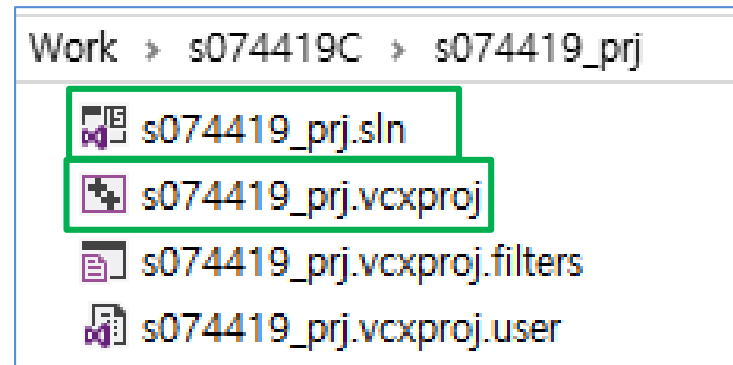 Work > s074419C > s074419_prj
s074419_prj.sln
s074419_prj.vcxproj
s074419_prj.vcxproj.filters
s074419_prj.vcxproj.user